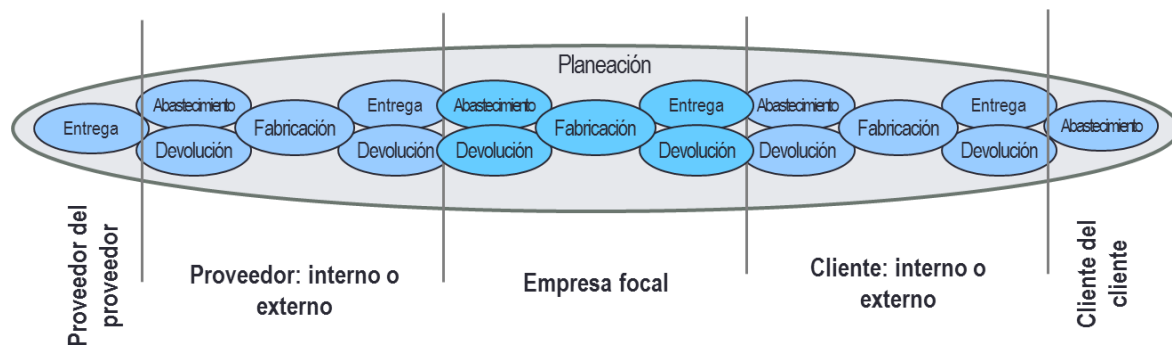 Planeación
Entrega
Abastecimiento
Devolución
Fabricación
Entrega
Devolución
Abastecimiento
Devolución
Fabricación
Entrega
Devolución
Abastecimiento
Devolución
Fabricación
Entrega
Devolución
Abastecimiento
Proveedor del
proveedor
Proveedor: interno o
externo
Empresa focal
Cliente: interno o
externo
Cliente del
cliente